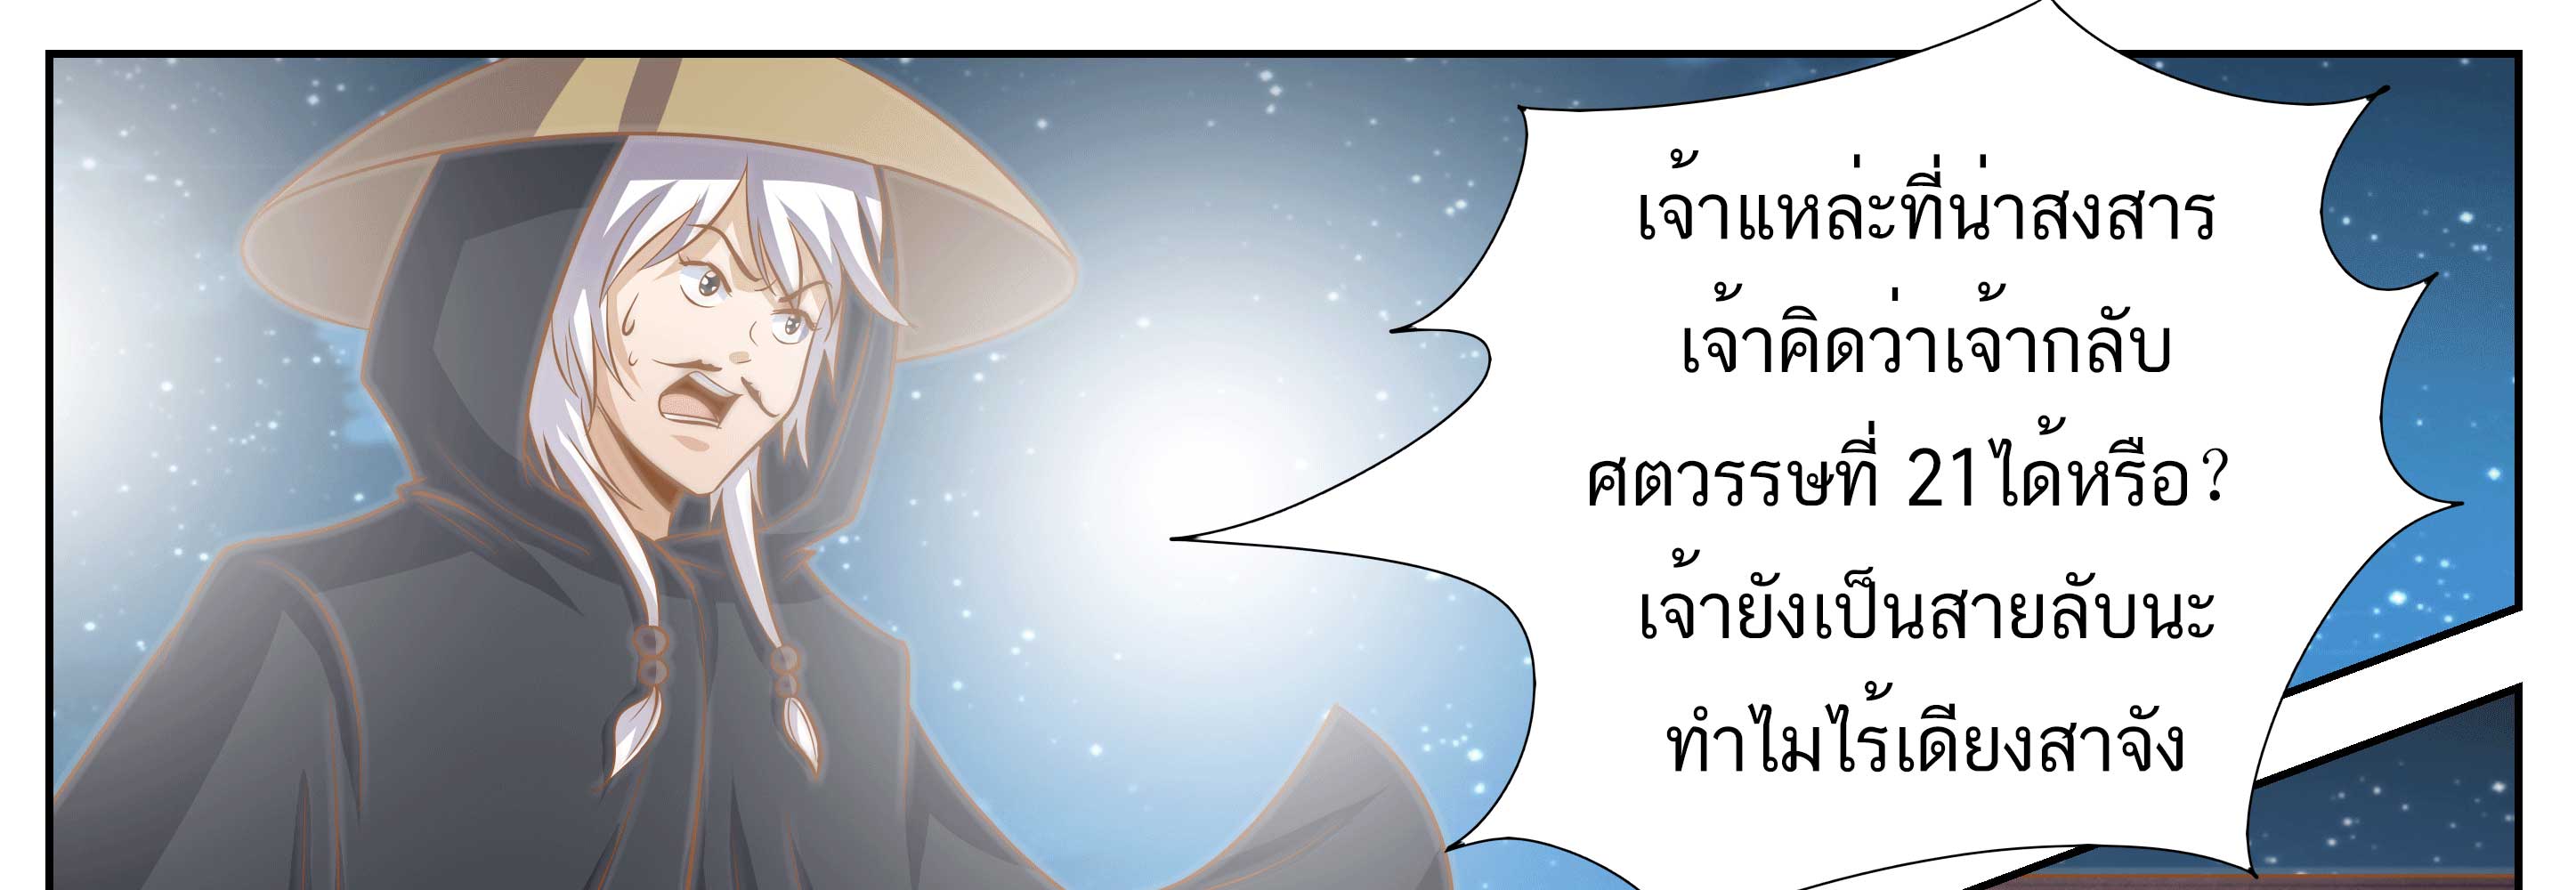 เจ้าแหล่ะที่น่าสงสาร
เจ้าคิดว่าเจ้ากลับ
ศตวรรษที่ 21 ได้หรือ?
เจ้ายังเป็นสายลับนะ
ทำไมไร้เดียงสาจัง